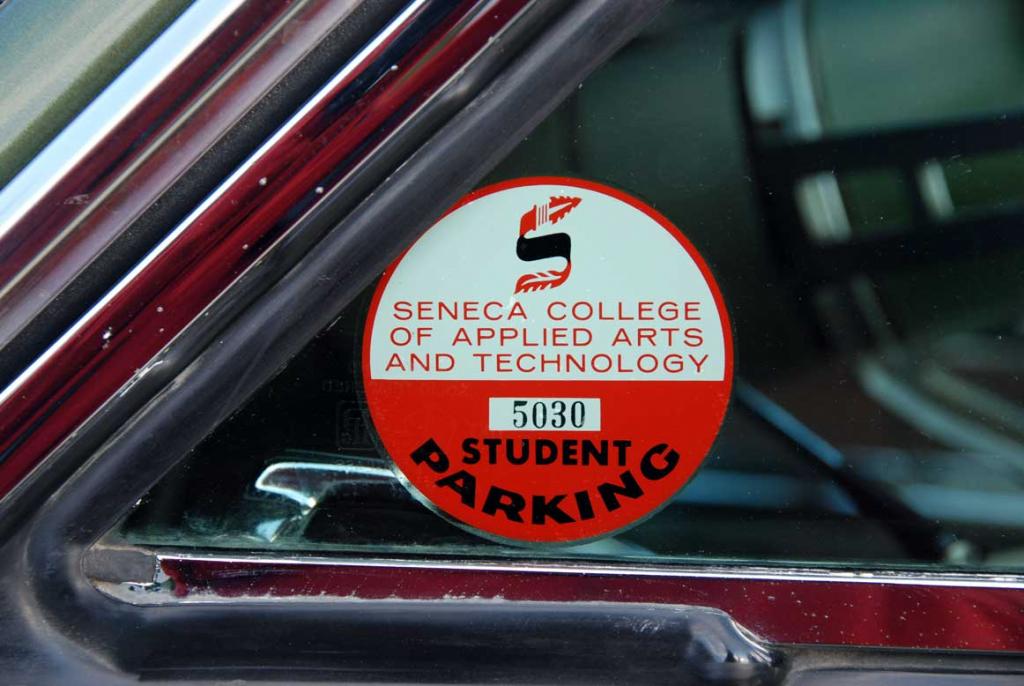 SENECA COLLEGE
OF APPLIED ARTS
AND TECHNOLOGY
5030
STUDENT
PARKING